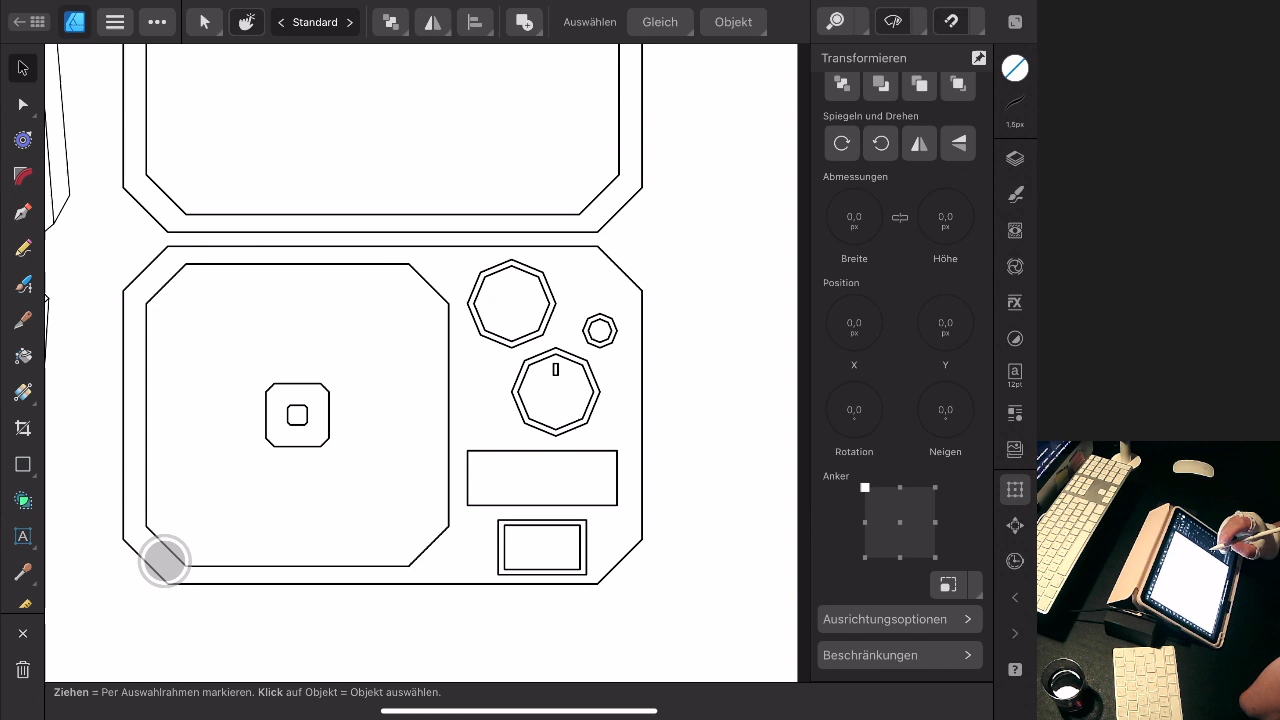 Standard
Auswählen
Gleich
Objekt
Transformieren
Spiegeln und Drehen
Abmessungen
0,0
px
0,0
px
Breite
Höhe
Position
0,0
px
0,0
px
X
Y
0,0
°
0,0
°
Rotation
Neigen
Anker
Ausrichtungsoptionen
Beschränkungen
1,5px
FX
A
12pt
A
?
Ziehen = Per Auswahlrahmen markieren. Klick auf Objekt = Objekt auswählen.